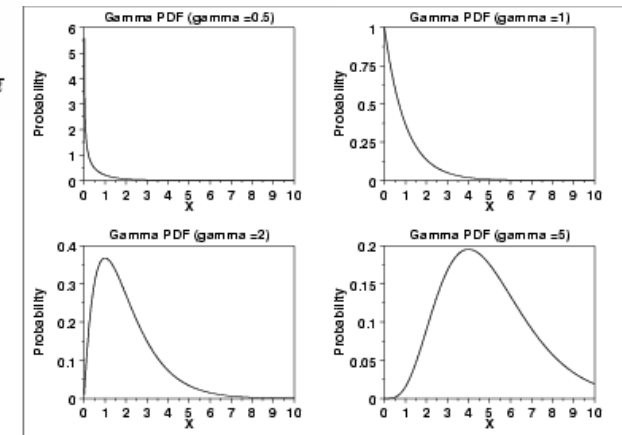 Gamma PDF (gamma =0.5)
6
5
4
3
2
1
0
Probability
0 1 2 3 4 5 6 7 8 9 10
X
Gamma PDF (gamma =1)
1
0.75
0.5
0.25
0
Probability
0 1 2 3 4 5 6 7 8 9 10
X
Gamma PDF (gamma =2)
0.4
0.3
0.2
0.1
0
Probability
0 1 2 3 4 5 6 7 8 9 10
X
Gamma PDF (gamma =5)
0.2
0.15
0.1
0.05
0
Probability
0 1 2 3 4 5 6 7 8 9 10
X